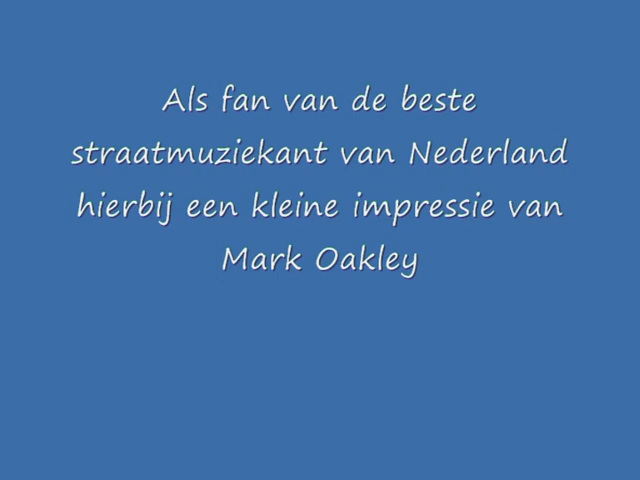 Als fan van de beste
straatmuziekant van Nederland
hierbij een kleine impressie van
Mark Oakley